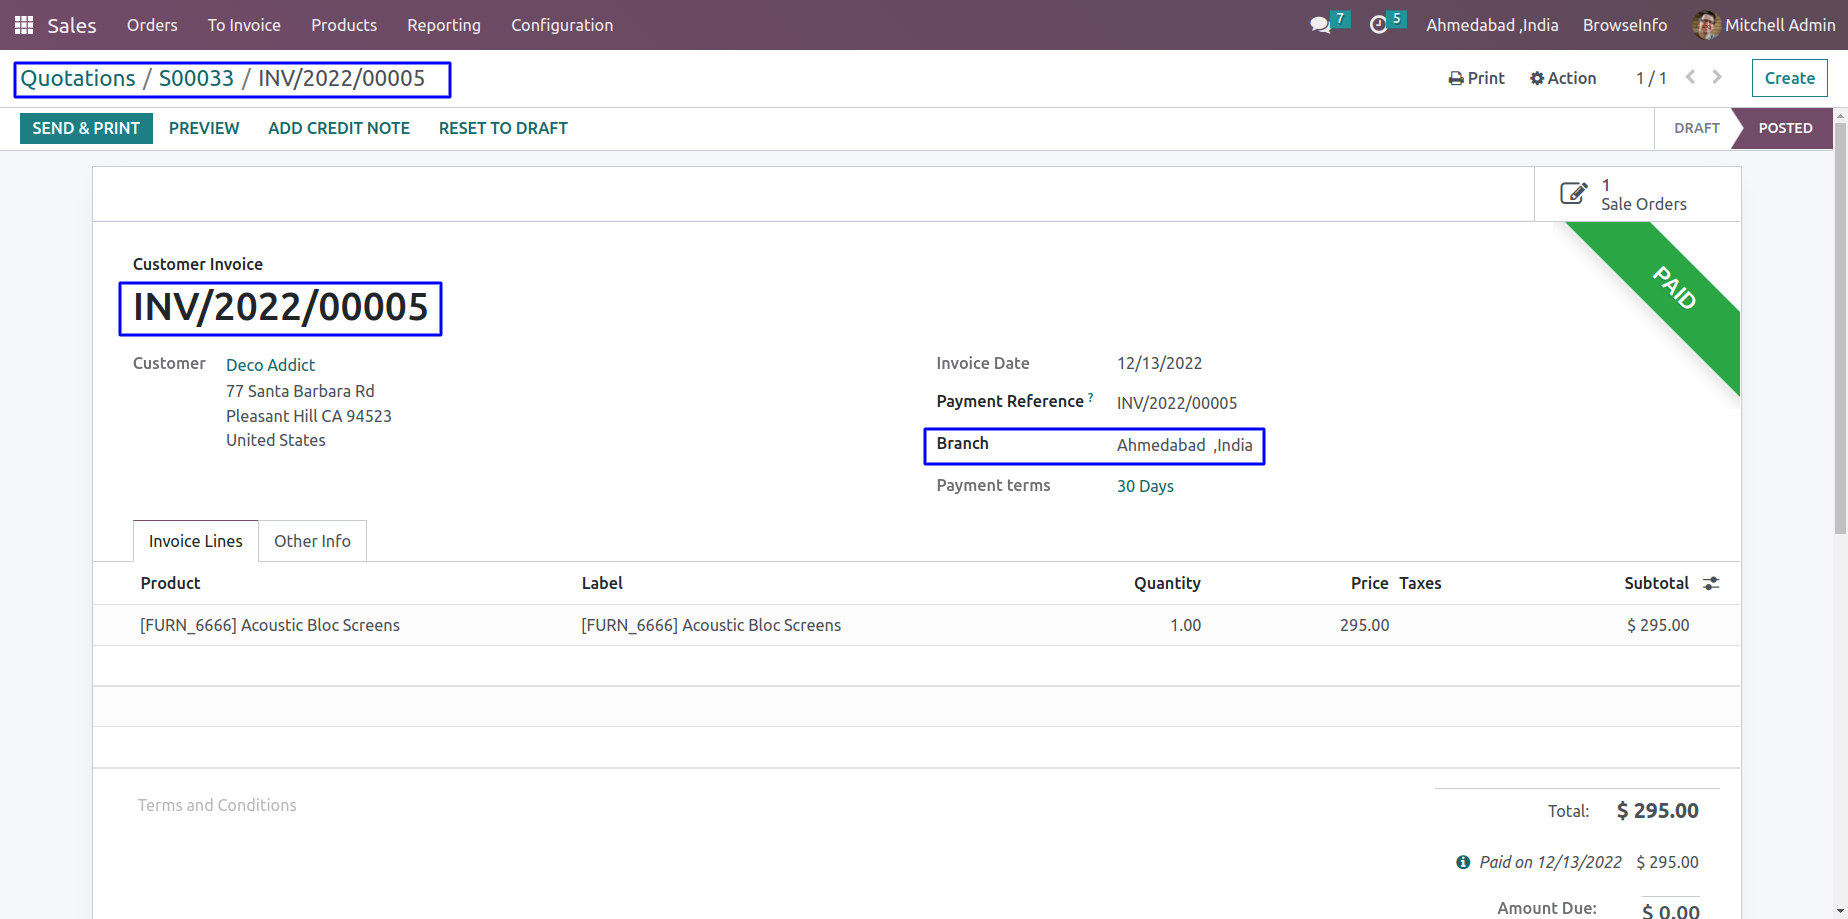 Sales Orders To Invoice Products Reporting Configuration 7 5 Ahmedabad ,India BrowseInfo Mitchell Admin
Quotations / S00033 / INV/2022/00005 Print Action 1 / 1 Create
SEND & PRINT PREVIEW ADD CREDIT NOTE RESET TO DRAFT DRAFT POSTED
1
Sale Orders
PAID
Customer Invoice
INV/2022/00005
Customer Deco Addict
77 Santa Barbara Rd
Pleasant Hill CA 94523
United States
Invoice Date 12/13/2022
Payment Reference ? INV/2022/00005
Branch Ahmedabad ,India
Payment terms 30 Days
Invoice Lines Other Info
Product Label Quantity Price Taxes Subtotal
[FURN_6666] Acoustic Bloc Screens [FURN_6666] Acoustic Bloc Screens 1.00 295.00 $ 295.00
Terms and Conditions
Total: $ 295.00
Paid on 12/13/2022 $ 295.00
Amount Due: $ 0.00